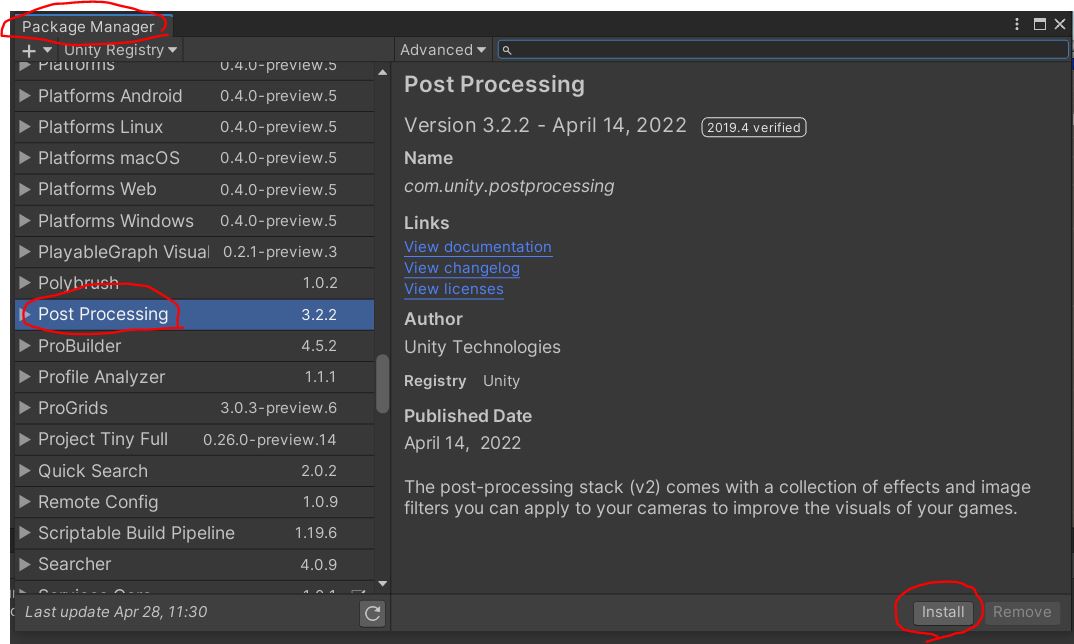 Package Manager
Unity Registry
Advanced
Platforms 0.4.0-preview.5
Platforms Android 0.4.0-preview.5
Platforms Linux 0.4.0-preview.5
Platforms macOS 0.4.0-preview.5
Platforms Web 0.4.0-preview.5
Platforms Windows 0.4.0-preview.5
PlayableGraph Visual 0.2.1-preview.3
Polybrush 1.0.2
Post Processing 3.2.2
ProBuilder 4.5.2
Profile Analyzer 1.1.1
ProGrids 3.0.3-preview.6
Project Tiny Full 0.26.0-preview.14
Quick Search 2.0.2
Remote Config 1.0.9
Scriptable Build Pipeline 1.19.6
Searcher 4.0.9
Last update Apr 28, 11:30
Post Processing
Version 3.2.2 - April 14, 2022 2019.4 verified
Name
com.unity.postprocessing
Links
View documentation
View changelog
View licenses
Author
Unity Technologies
Registry Unity
Published Date
April 14, 2022
The post-processing stack (v2) comes with a collection of effects and image
filters you can apply to your cameras to improve the visuals of your games.
Install Remove